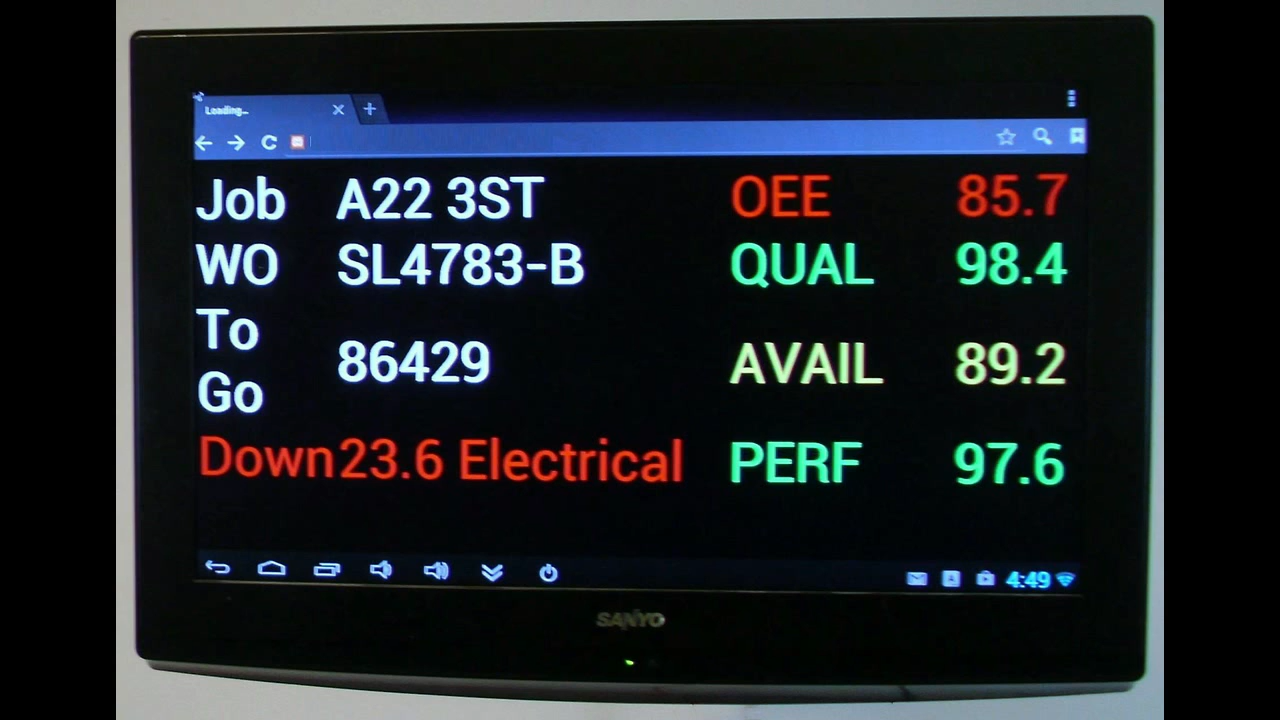 Loading...
Job A22 3ST OEE 85.7
WO SL4783-B QUAL 98.4
To
Go 86429 AVAIL 89.2
Down 23.6 Electrical PERF 97.6
4:49
SANYO